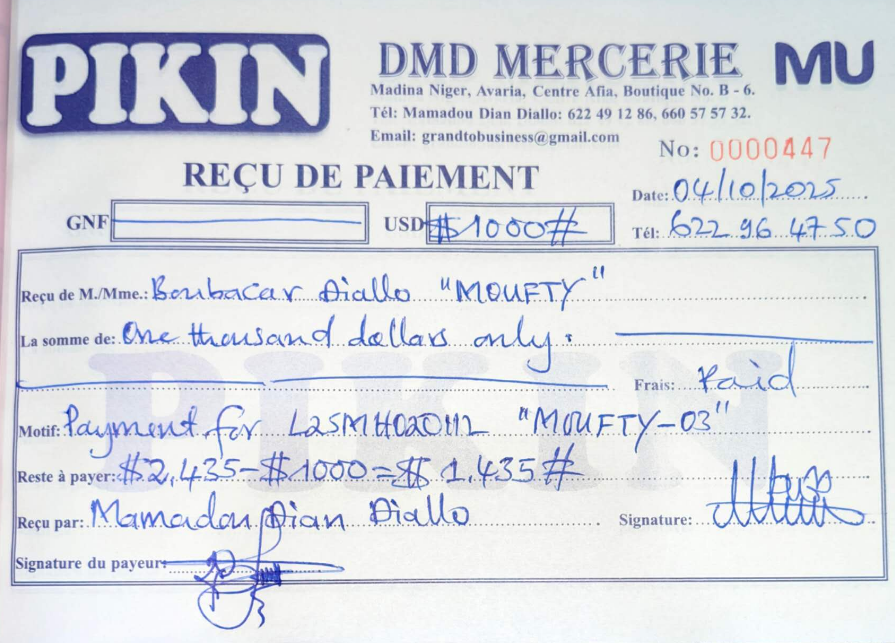 PIKIN
DMD MERCERIE MU
Madina Niger, Avaria, Centre Afia, Boutique No. B - 6.
Tél: Mamadou Dian Diallo: 622 49 12 86, 660 57 57 32.
Email: grandtobusiness@gmail.com
No: 0000447
REÇU DE PAIEMENT
Date: 04/10/2025
GNF USD $1000#
Tél: 622 96 47 50
Reçu de M./Mme.: Boubacar Diallo "MOUFTY"
La somme de: One thousand dollars only.
Frais: Paid
Motif: Payment for "MOUFTY-03"
Reste à payer: $2,435-$1000=$1,435#
Reçu par: Mamadou Dian Diallo Signature:
Signature du payeur:
PIKIN